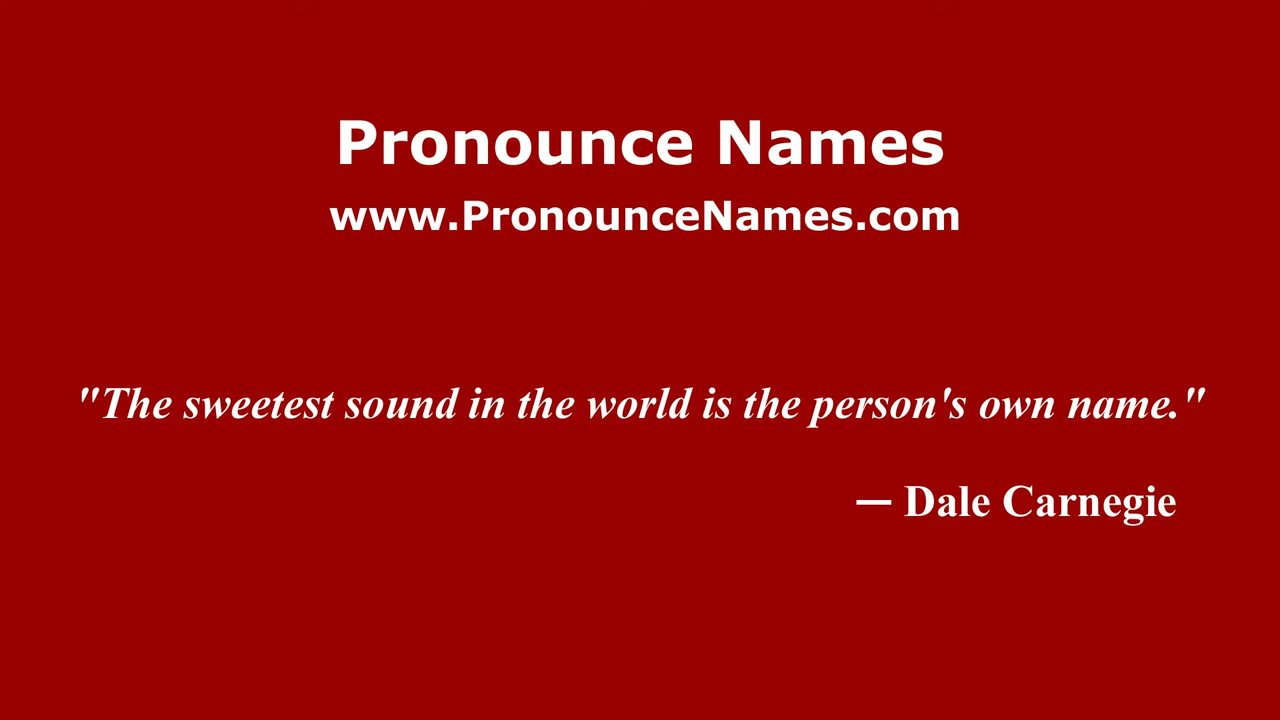 Pronounce Names
www.PronounceNames.com
"The sweetest sound in the world is the person's own name."
— Dale Carnegie